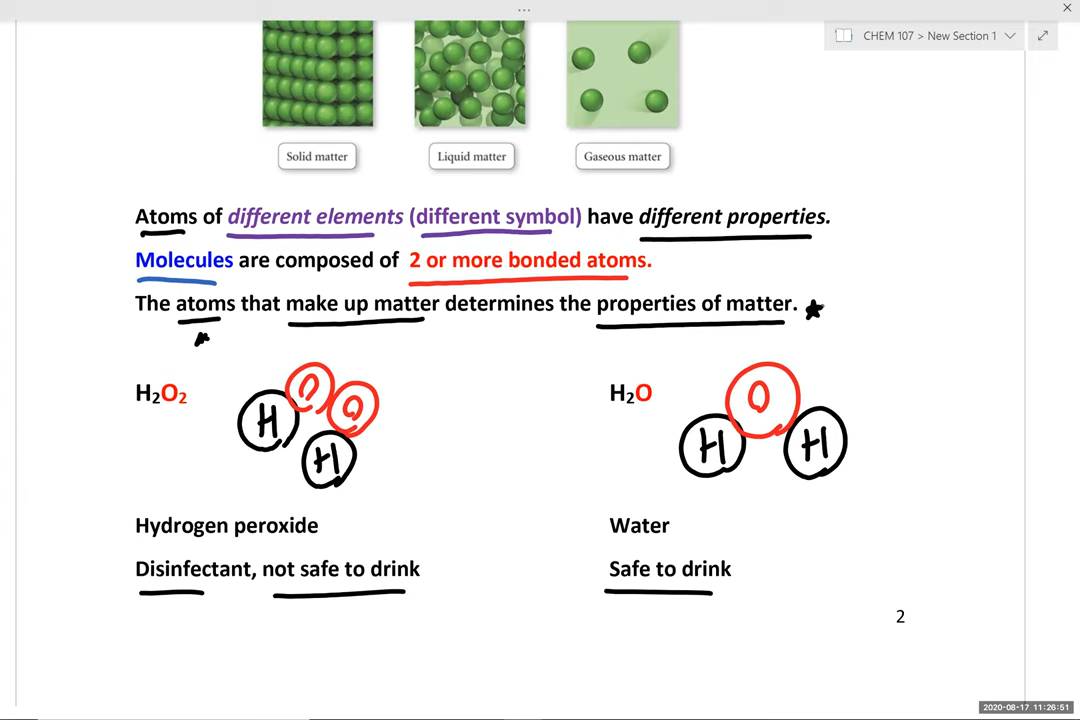 ...
CHEM 107 > New Section 1
Solid matter
Liquid matter
Gaseous matter
Atoms of different elements (different symbol) have different properties.
Molecules are composed of 2 or more bonded atoms.
The atoms that make up matter determines the properties of matter.
H₂O₂
H
O
O
H
H₂O
O
H
H
Hydrogen peroxide
Water
Disinfectant, not safe to drink
Safe to drink
2
2020-08-17 11:26:51